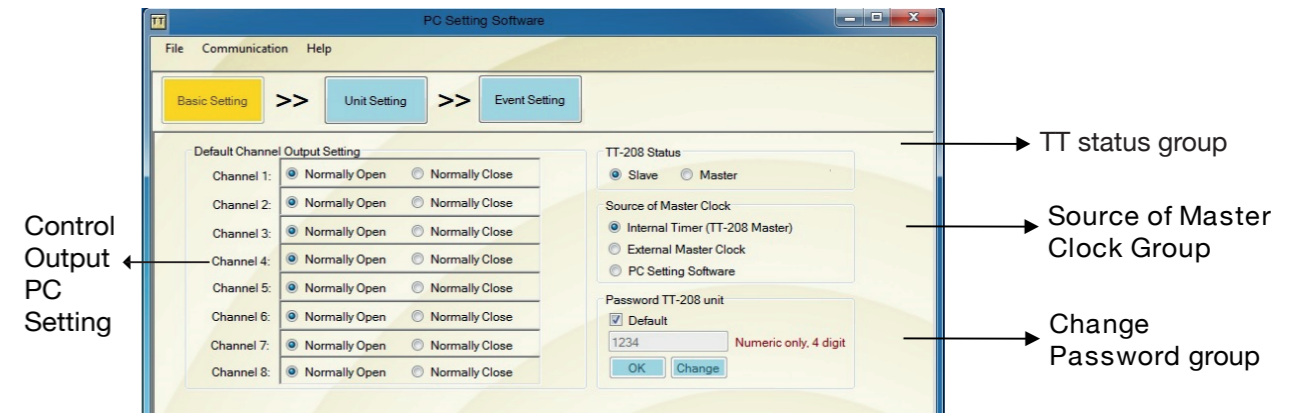 TT PC Setting Software
File Communication Help
Basic Setting >> Unit Setting >> Event Setting
Default Channel Output Setting
Channel 1: Normally Open Normally Close
Channel 2: Normally Open Normally Close
Channel 3: Normally Open Normally Close
Channel 4: Normally Open Normally Close
Channel 5: Normally Open Normally Close
Channel 6: Normally Open Normally Close
Channel 7: Normally Open Normally Close
Channel 8: Normally Open Normally Close
TT-208 Status
Slave Master
Source of Master Clock
Internal Timer (TT-208 Master)
External Master Clock
PC Setting Software
Password TT-208 unit
Default
1234 Numeric only, 4 digit
OK Change
Control
Output
PC
Setting
TT status group
Source of Master
Clock Group
Change
Password group